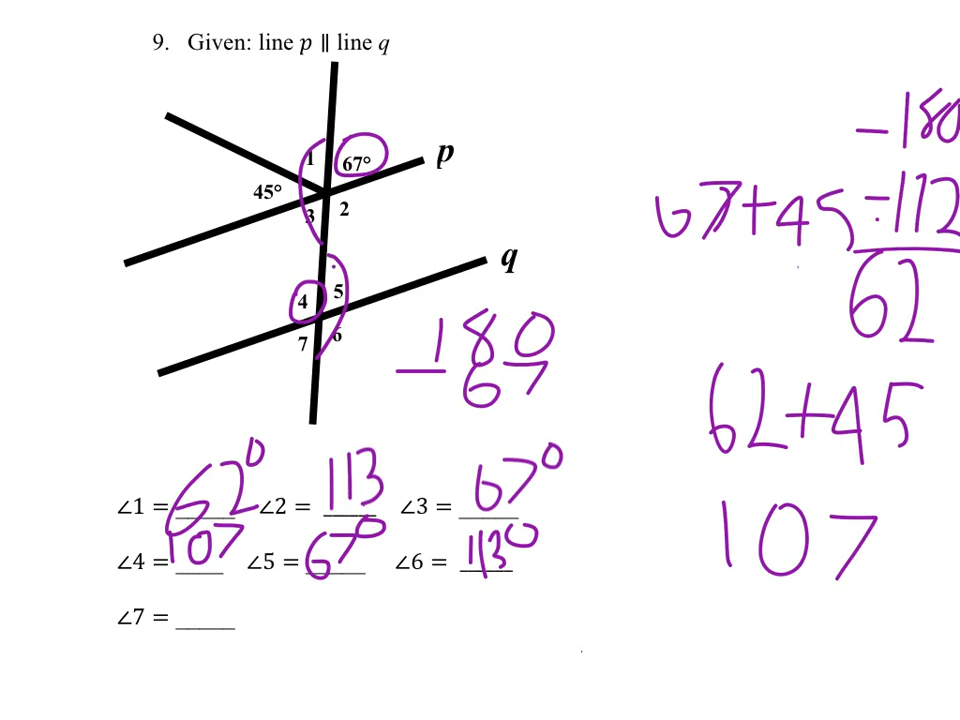 9. Given: line p ∥ line q
p
1
67°
45°
3
2
q
4
5
7
6
- 180
67
- 180
67 + 45
- 112
62
62 + 45
107
∠1 = 62° ∠2 = 113 ∠3 = 67°
∠4 = 107 ∠5 = 67° ∠6 = 113°
∠7 = _____